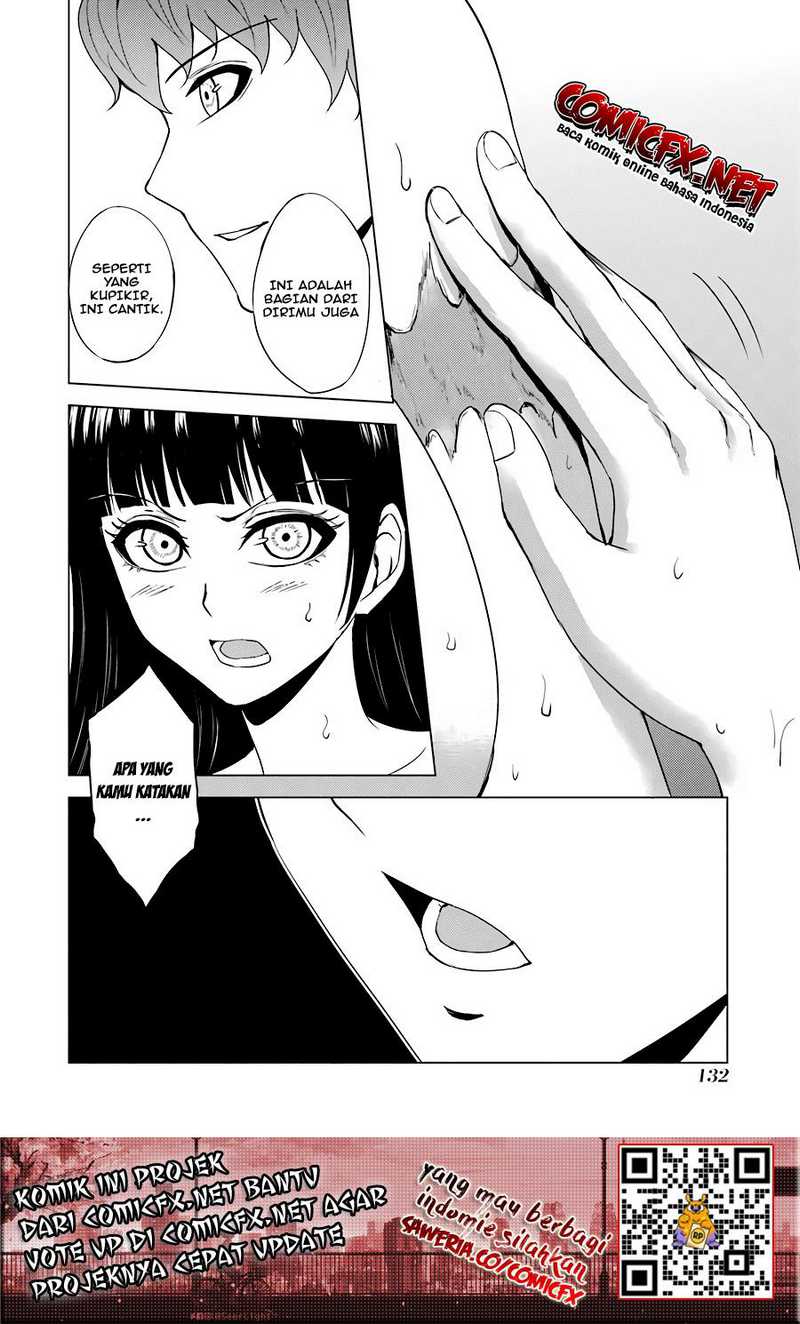 COMICFX.NET
Baca Komik Online Bahasa Indonesia
INI ADALAH
BAGIAN DARI
DIRIMU JUGA
SEPERTI
YANG
KUPIKIR,
INI CANTIK.
APA YANG
KAMU KATAKAN
...
132
KOMIK INI PROJEK
DARI COMICFX.NET BANTU
VOTE UP DI COMICFX.NET AGAR
PROJEKNYA CEPAT UPDATE
yang mau berbagi
indomie silahkan
SAWERIA.CO/COMICFX
RP